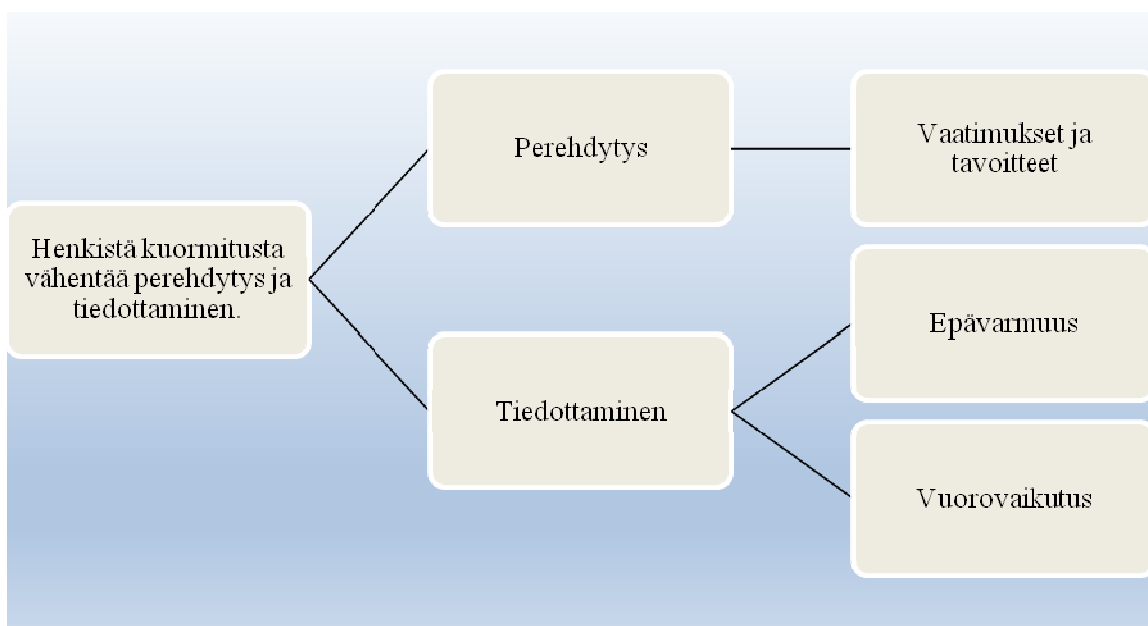 Henkistä kuormitusta
vähentää perehdytys ja
tiedottaminen.
Perehdytys
Tiedottaminen
Vaatimukset ja
tavoitteet
Epävarmuus
Vuorovaikutus